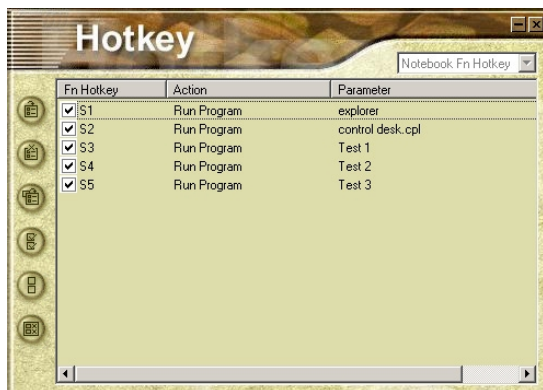 Hotkey
Notebook Fn Hotkey
Fn Hotkey Action Parameter
S1 Run Program explorer
S2 Run Program control desk.cpl
S3 Run Program Test 1
S4 Run Program Test 2
S5 Run Program Test 3